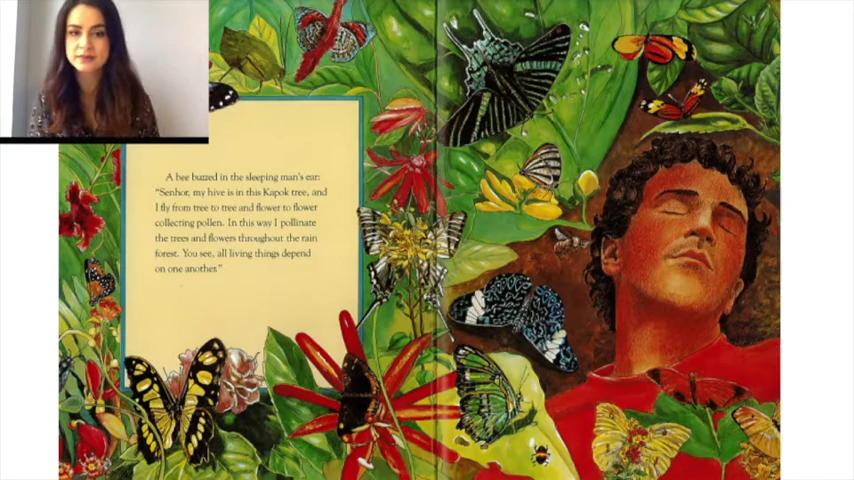 A bee buzzed in the sleeping man's ear:
"Senhor, my hive is in this Kapok tree, and
I fly from tree to tree and flower to flower
collecting pollen. In this way I pollinate
the trees and flowers throughout the rain
forest. You see, all living things depend
on one another."